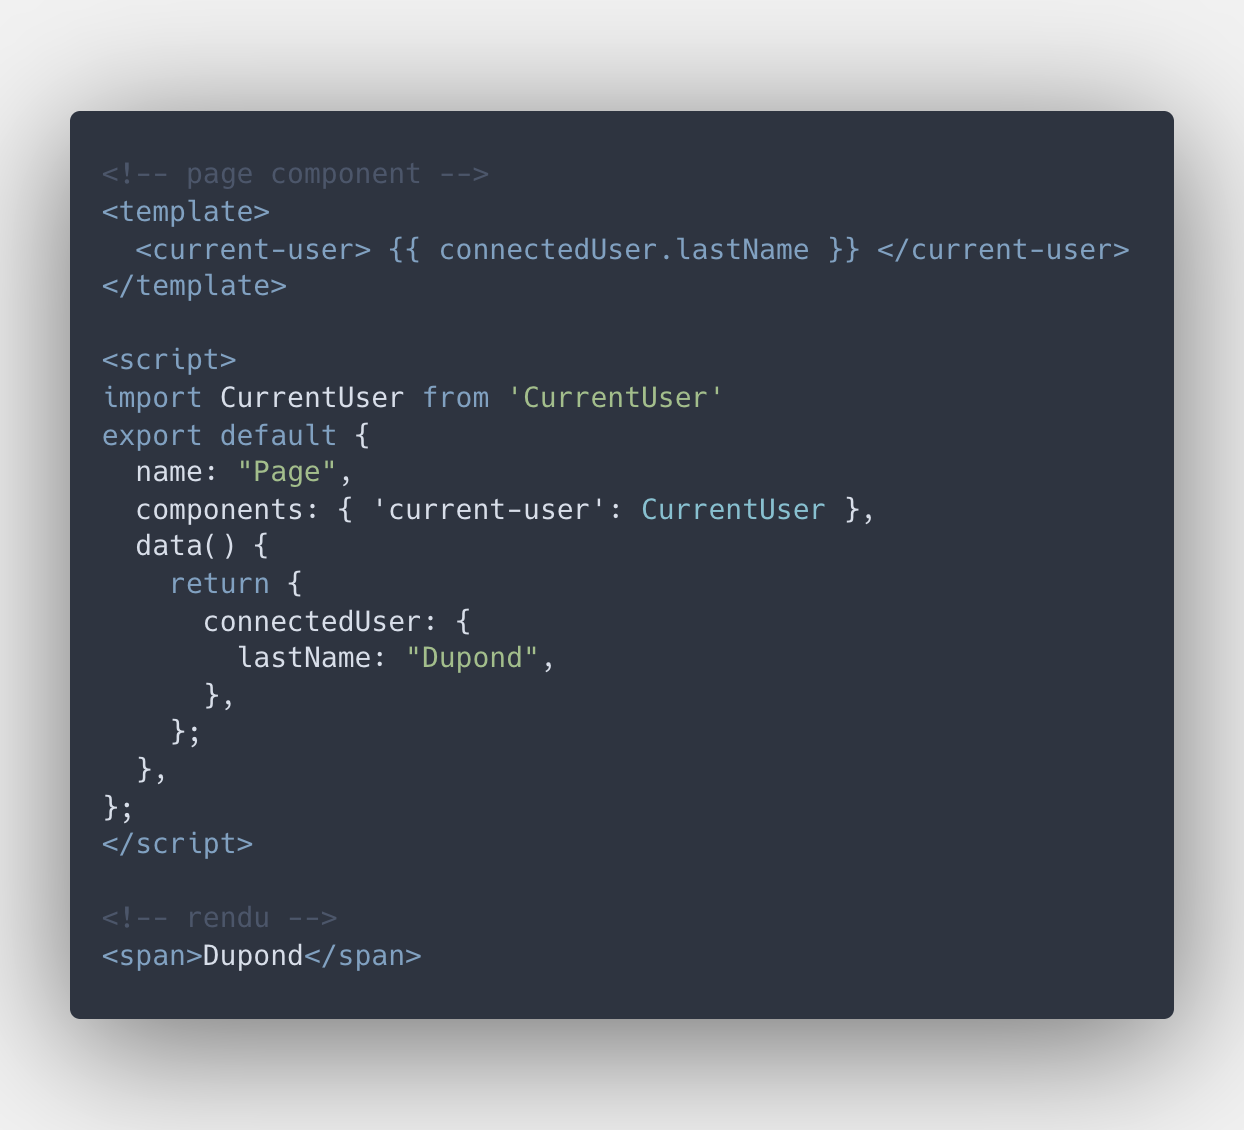 <!-- page component -->
<template>
  <current-user> {{ connectedUser.lastName }} </current-user>
</template>

<script>
import CurrentUser from 'CurrentUser'
export default {
  name: "Page",
  components: { 'current-user': CurrentUser },
  data() {
    return {
      connectedUser: {
        lastName: "Dupond",
      },
    };
  },
};
</script>

<!-- rendu -->
<span>Dupond</span>